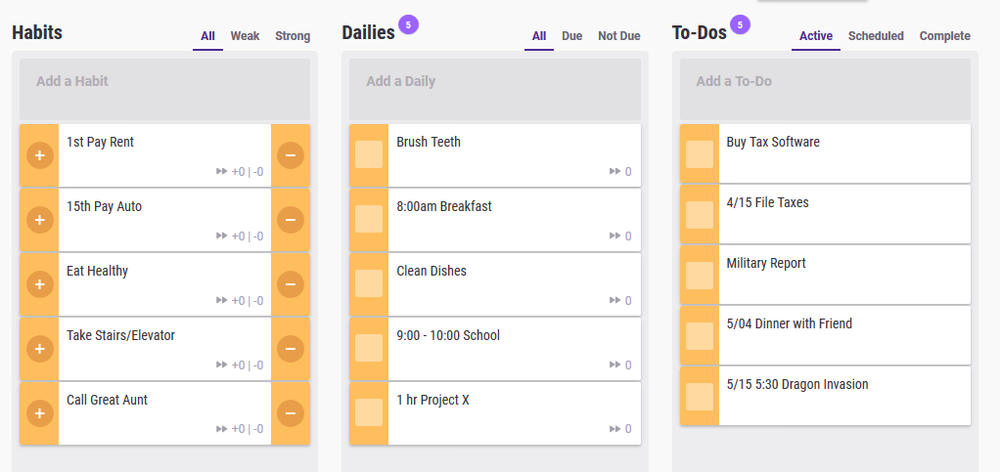 Habits
All Weak Strong
Add a Habit
1st Pay Rent
+0 | -0
15th Pay Auto
+0 | -0
Eat Healthy
+0 | -0
Take Stairs/Elevator
+0 | -0
Call Great Aunt
+0 | -0
Dailies 5
All Due Not Due
Add a Daily
Brush Teeth
0
8:00am Breakfast
0
Clean Dishes
0
9:00 - 10:00 School
0
1 hr Project X
0
To-Dos 5
Active Scheduled Complete
Add a To-Do
Buy Tax Software
4/15 File Taxes
Military Report
5/04 Dinner with Friend
5/15 5:30 Dragon Invasion